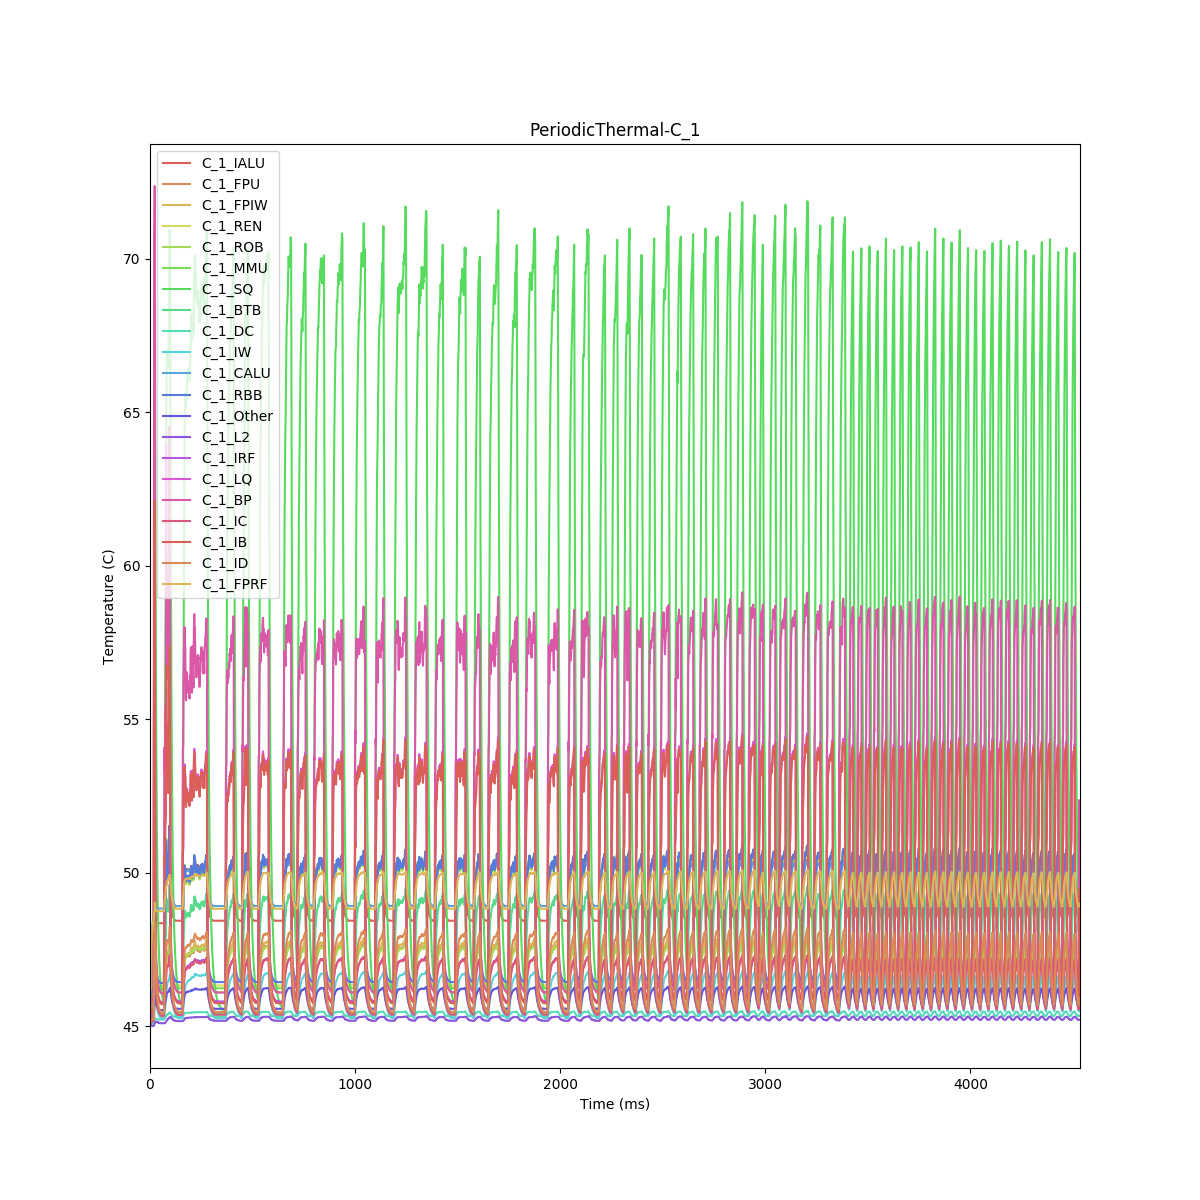 PeriodicThermal-C_1
C_1_IALU
C_1_FPU
C_1_FPIW
C_1_REN
C_1_ROB
C_1_MMU
C_1_SQ
C_1_BTB
C_1_DC
C_1_IW
C_1_CALU
C_1_RBB
C_1_Other
C_1_L2
C_1_IRF
C_1_LQ
C_1_BP
C_1_IC
C_1_IB
C_1_ID
C_1_FPRF
Temperature (C)
70
65
60
55
50
45
0 1000 2000 3000 4000
Time (ms)